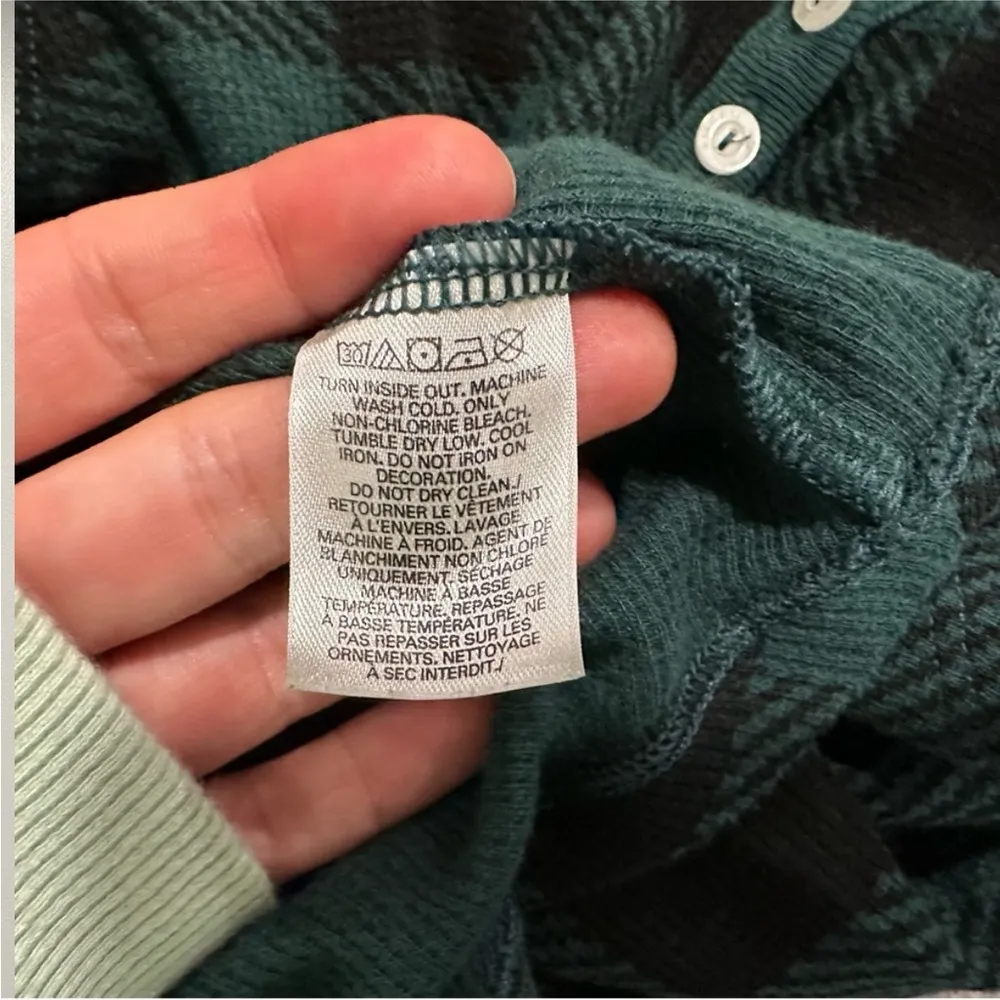 30
TURN INSIDE OUT. MACHINE
WASH COLD. ONLY
NON-CHLORINE BLEACH.
TUMBLE DRY LOW. COOL
IRON. DO NOT IRON ON
DECORATION.
DO NOT DRY CLEAN./
RETOURNER LE VÊTEMENT
À L'ENVERS. LAVAGE
MACHINE À FROID. AGENT DE
BLANCHIMENT NON CHLORÉ
UNIQUEMENT. SÉCHAGE
MACHINE À BASSE
TEMPÉRATURE. REPASSAGE
À BASSE TEMPÉRATURE. NE
PAS REPASSER SUR LES
ORNEMENTS. NETTOYAGE
À SEC INTERDIT./